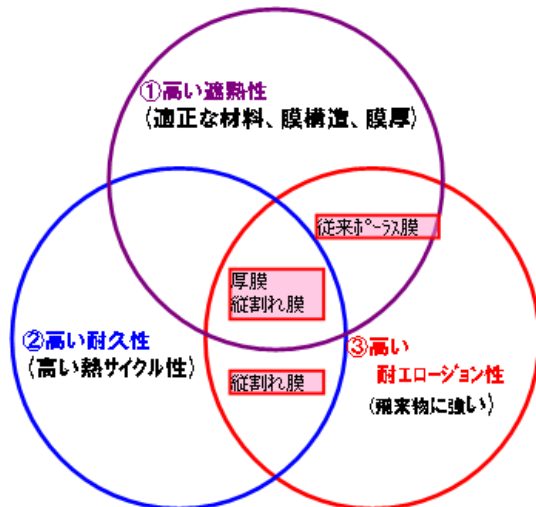 ①高い遮熱性
(適正な材料、膜構造、膜厚)
従来ﾎﾟｰﾗｽ膜
厚膜
縦割れ膜
②高い耐久性
(高い熱サイクル性)
③高い
耐エロージョン性
(飛来物に強い)
縦割れ膜